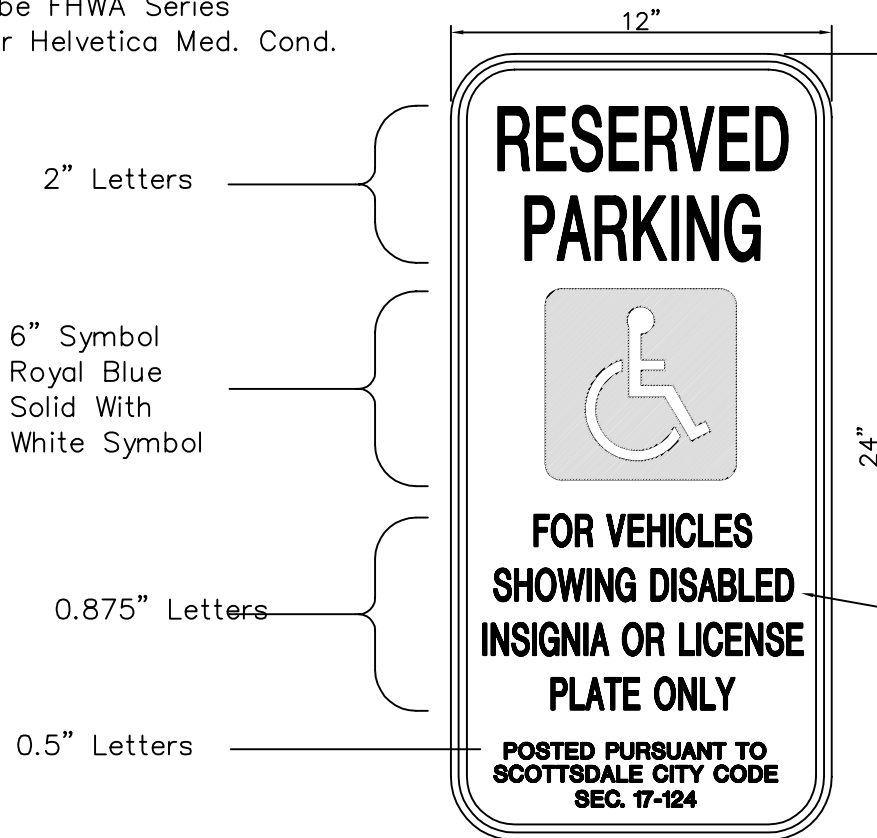 be FHWA Series
r Helvetica Med. Cond.
12”
RESERVED
PARKING
2” Letters
6” Symbol
Royal Blue
Solid With
White Symbol
24”
FOR VEHICLES
SHOWING DISABLED
INSIGNIA OR LICENSE
PLATE ONLY
0.875” Letters
0.5” Letters
POSTED PURSUANT TO
SCOTTSDALE CITY CODE
SEC. 17-124